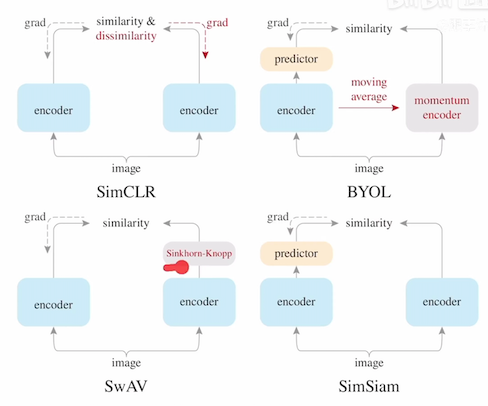 grad
similarity &
dissimilarity
grad
encoder
encoder
image
SimCLR
grad
similarity
predictor
encoder
moving
average
momentum
encoder
image
BYOL
grad
similarity
Sinkhorn-Knopp
encoder
encoder
image
SwAV
grad
similarity
predictor
encoder
encoder
image
SimSiam